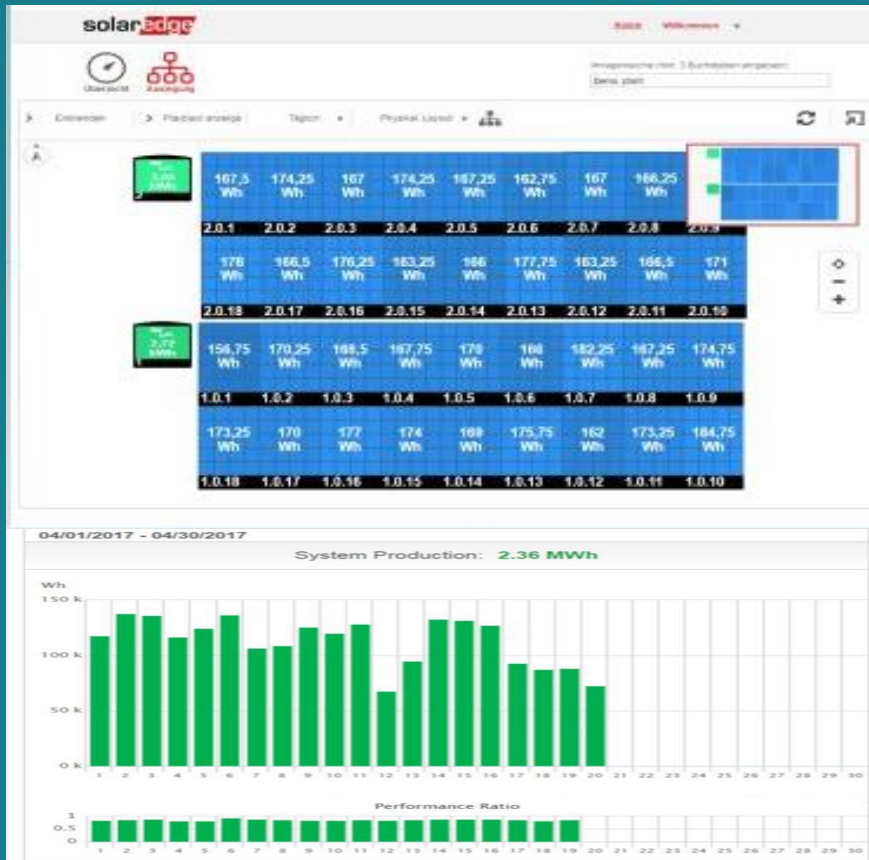 solaredge
Übersicht
Physikal Layout
167,5 174,25 167 174,25 167,25 162,75 167 166,25
Wh Wh Wh Wh Wh Wh Wh Wh
2
2.0.1 2.0.2 2.0.3 2.0.4 2.0.5 2.0.6 2.0.7 2.0.8 2.0.9
178 166,5 176,25 163,25 166 177,75 163,25 166,5 171
Wh Wh Wh Wh Wh Wh Wh Wh Wh
2.0.18 2.0.17 2.0.16 2.0.15 2.0.14 2.0.13 2.0.12 2.0.11 2.0.10
2,72
kWh
156,75 170,25 168,5 167,75 170 166 182,25 167,25 174,75
Wh Wh Wh Wh Wh Wh Wh Wh Wh
1
1.0.1 1.0.2 1.0.3 1.0.4 1.0.5 1.0.6 1.0.7 1.0.8 1.0.9
173,25 170 177 174 169 175,75 162 173,25 184,75
Wh Wh Wh Wh Wh Wh Wh Wh Wh
1.0.18 1.0.17 1.0.16 1.0.15 1.0.14 1.0.13 1.0.12 1.0.11 1.0.10
04/01/2017 - 04/30/2017
System Production: 2.36 MWh
Wh
150 k
100 k
50 k
0 k
1 2 3 4 5 6 7 8 9 10 11 12 13 14 15 16 17 18 19 20 21 22 23 24 25 26 27 28 29 30
Performance Ratio
1
0.5
0
1 2 3 4 5 6 7 8 9 10 11 12 13 14 15 16 17 18 19 20 21 22 23 24 25 26 27 28 29 30